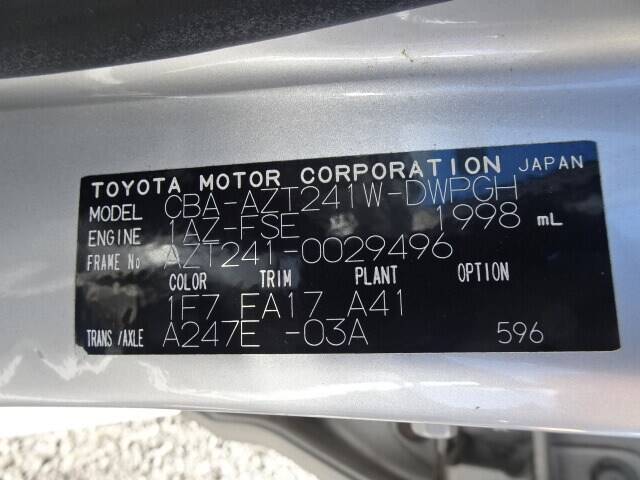 TOYOTA MOTOR CORPORATION JAPAN
MODEL CBA-AZT241W-DWPGH
ENGINE 1AZ-FSE 1998 mL
FRAME No AZT241-0029496
COLOR TRIM PLANT OPTION
1F7 FA17 A41
TRANS/AXLE A247E -03A 596